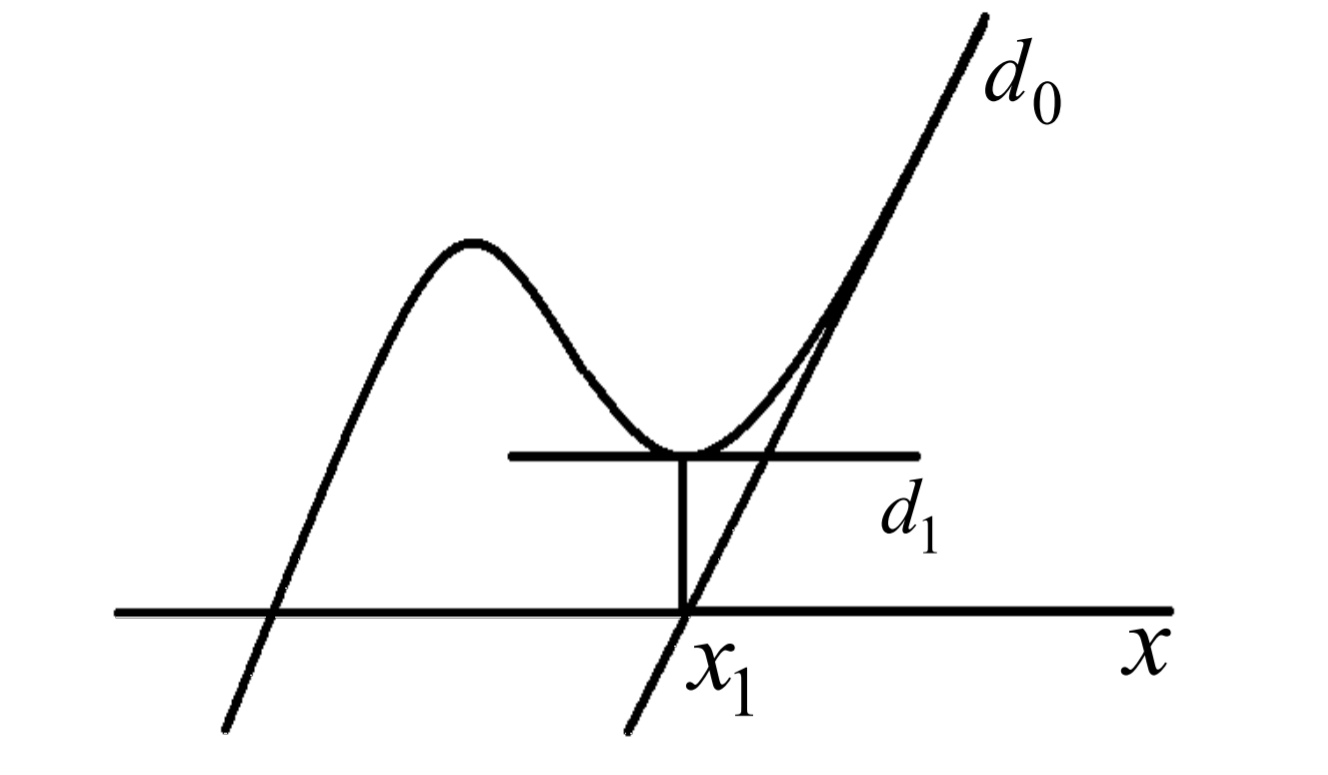 d₀
d₁
x₁
x